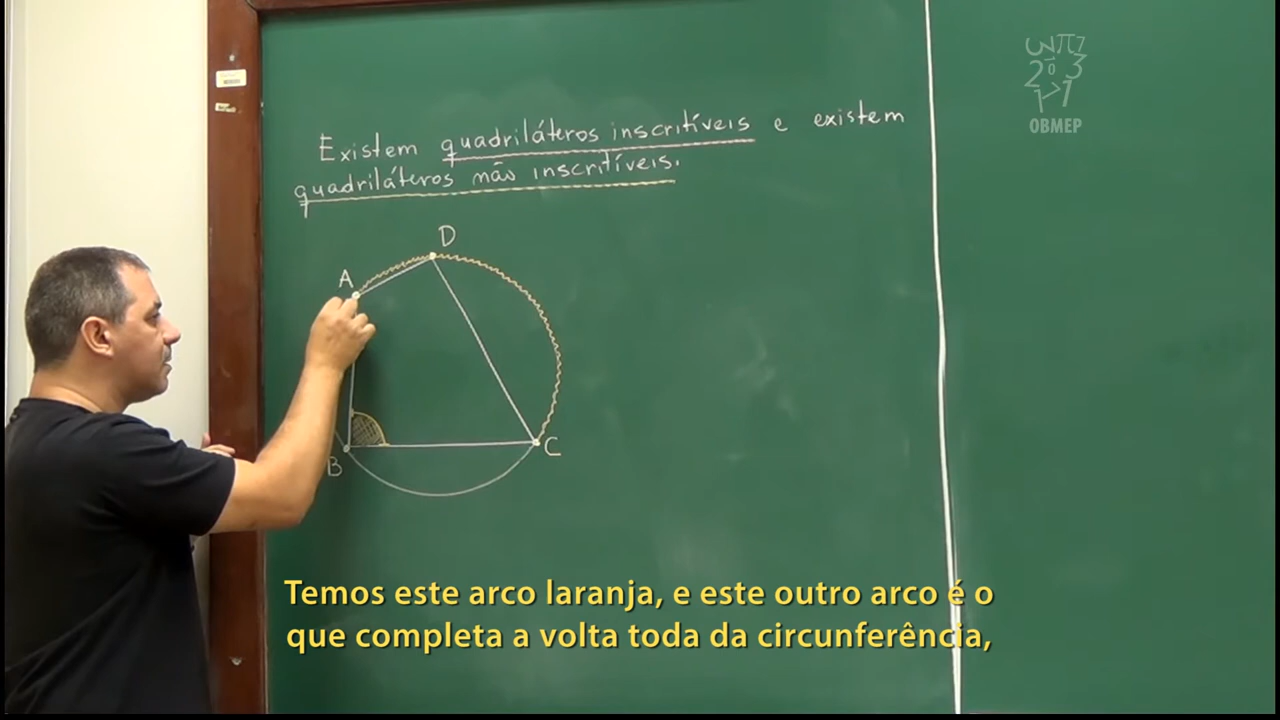 Existem quadriláteros inscritíveis e existem
quadriláteros não inscritíveis.
D
A
B
C
OBMEP
Temos este arco laranja, e este outro arco é o
que completa a volta toda da circunferência,